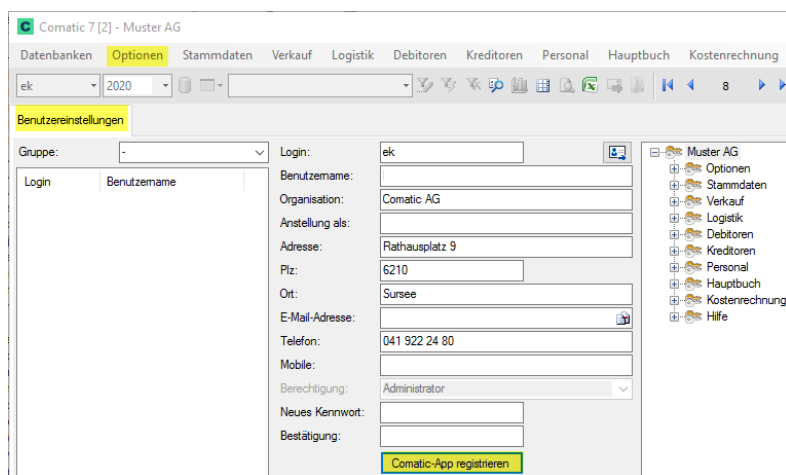 C Comatic 7 [2] - Muster AG
Datenbanken Optionen Stammdaten Verkauf Logistik Debitoren Kreditoren Personal Hauptbuch Kostenrechnung
ek 2020 8
Benutzereinstellungen
Gruppe: -
Login Benutzername
Login: ek
Benutzername:
Organisation: Comatic AG
Anstellung als:
Adresse: Rathausplatz 9
Plz: 6210
Ort: Sursee
E-Mail-Adresse:
Telefon: 041 922 24 80
Mobile:
Berechtigung: Administrator
Neues Kennwort:
Bestätigung:
Comatic-App registrieren
Muster AG
Optionen
Stammdaten
Verkauf
Logistik
Debitoren
Kreditoren
Personal
Hauptbuch
Kostenrechnung
Hilfe